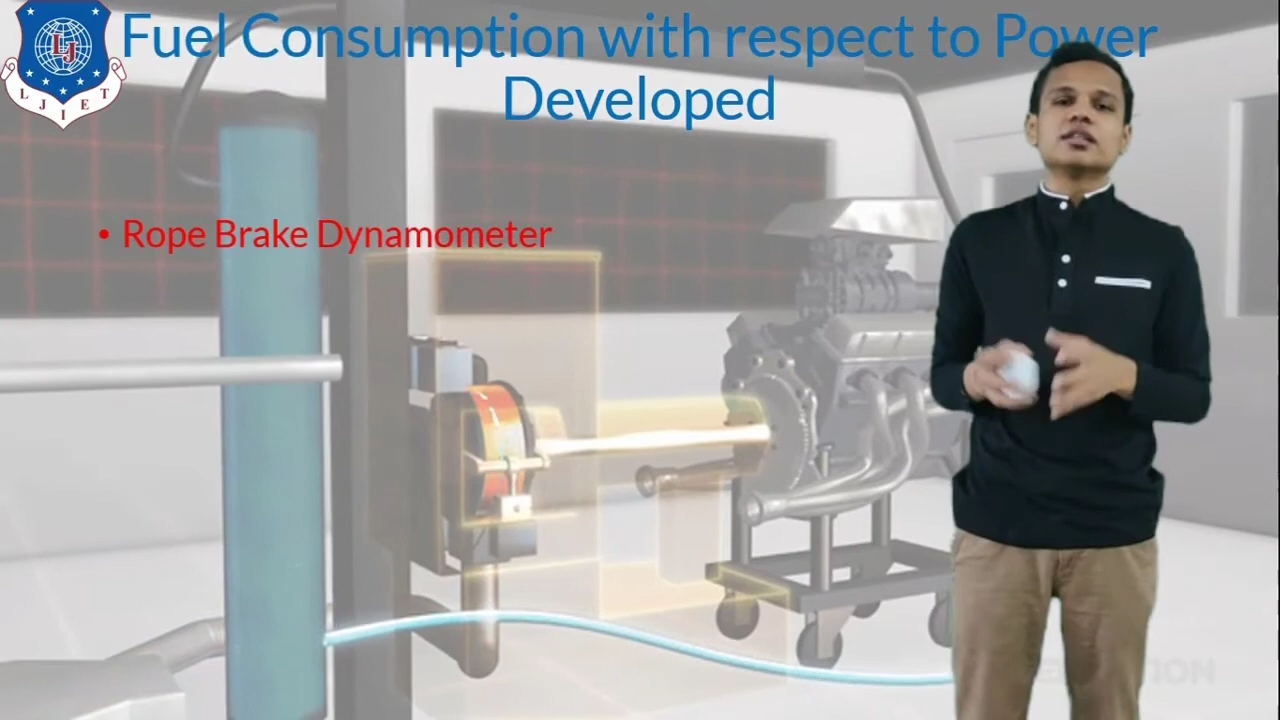 Fuel Consumption with respect to Power
Developed
L J I E T
LJ
• Rope Brake Dynamometer